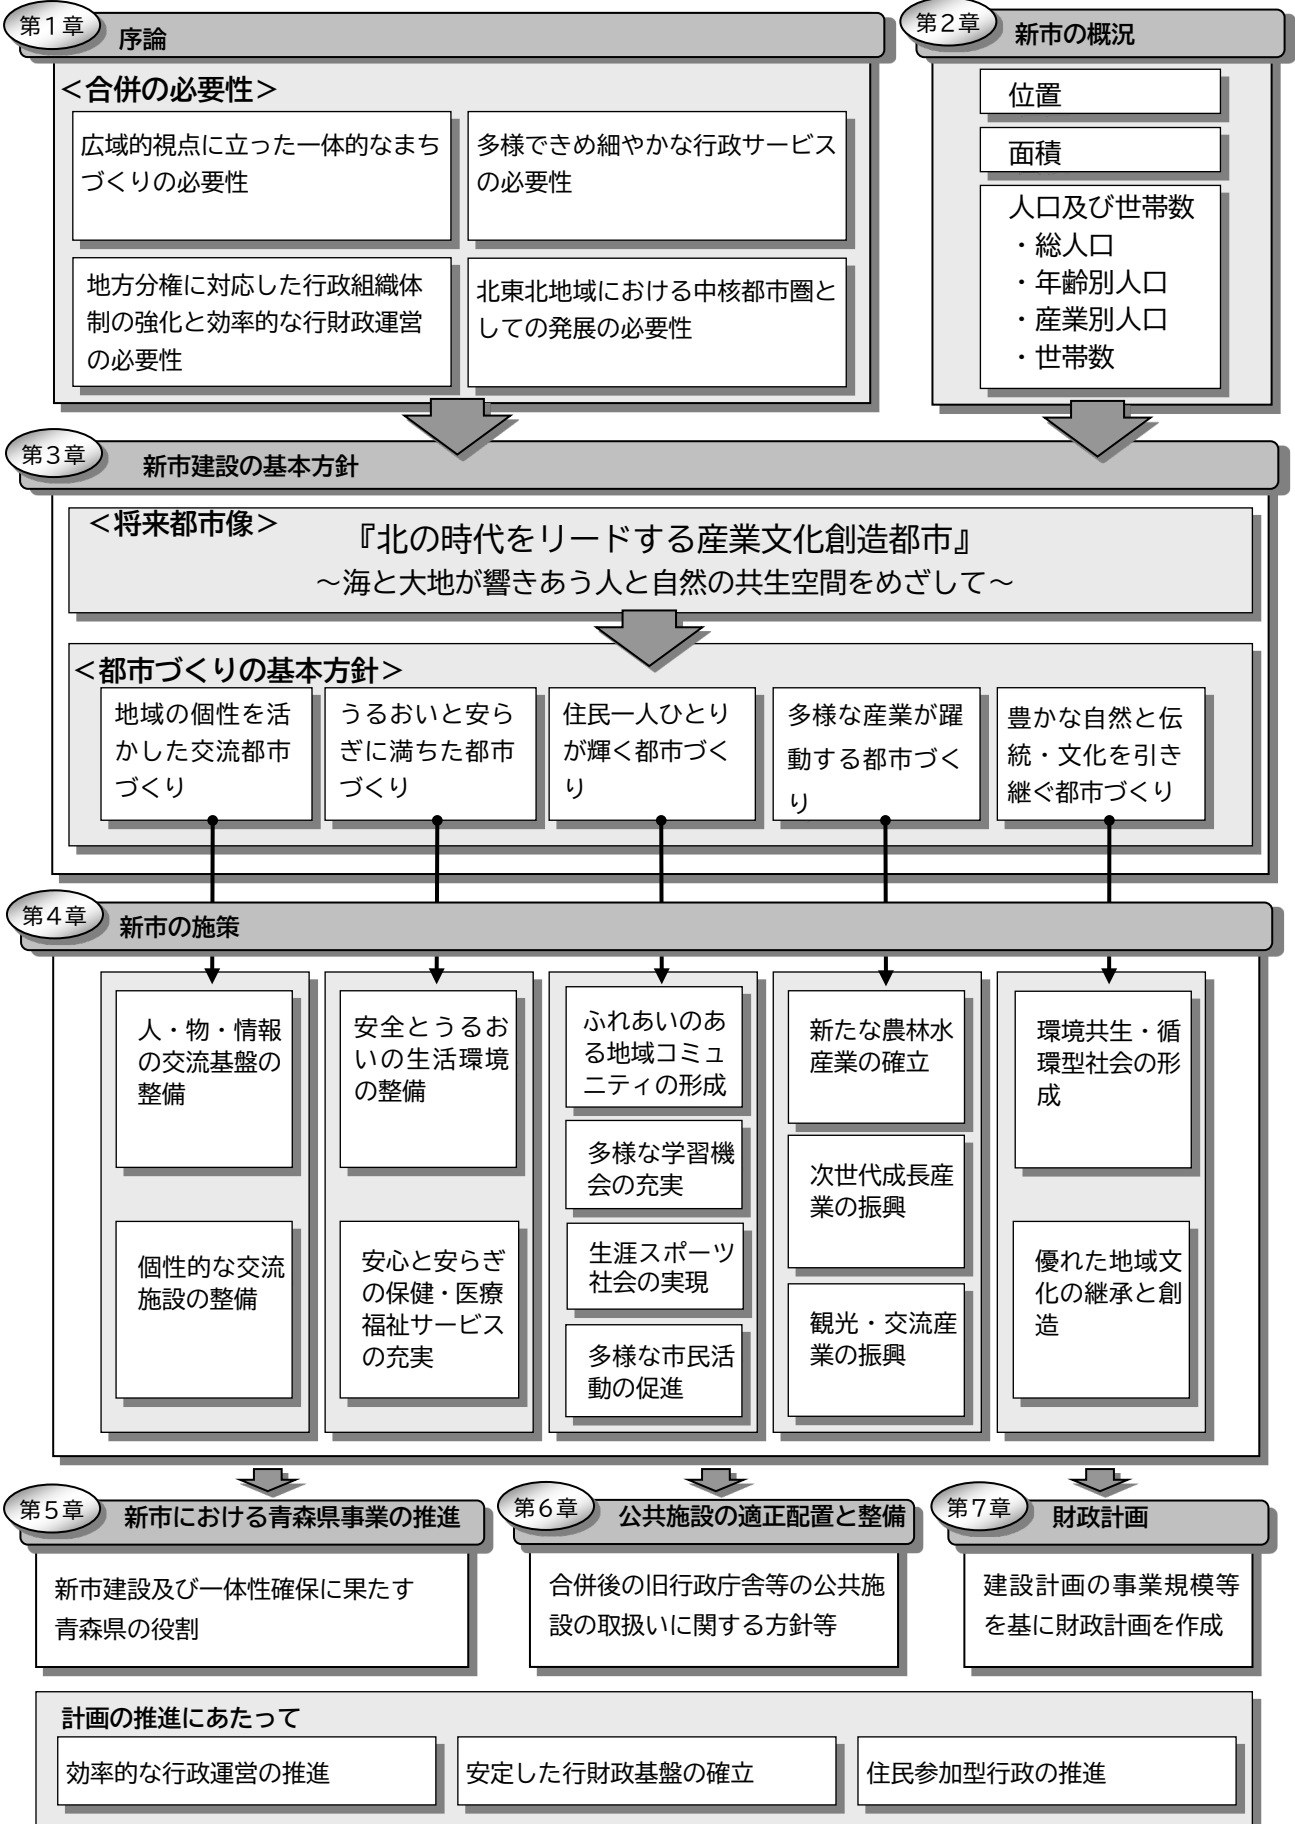 第1章
序論
＜合併の必要性＞
広域的視点に立った一体的なまち
づくりの必要性
多様できめ細やかな行政サービス
の必要性
地方分権に対応した行政組織体
制の強化と効率的な行財政運営
の必要性
北東北地域における中核都市圏と
しての発展の必要性
第2章
新市の概況
位置
面積
人口及び世帯数
・総人口
・年齢別人口
・産業別人口
・世帯数
第3章
新市建設の基本方針
＜将来都市像＞
『北の時代をリードする産業文化創造都市』
～海と大地が響きあう人と自然の共生空間をめざして～
＜都市づくりの基本方針＞
地域の個性を活
かした交流都市
づくり
うるおいと安ら
ぎに満ちた都市
づくり
住民一人ひとり
が輝く都市づく
り
多様な産業が躍
動する都市づく
り
豊かな自然と伝
統・文化を引き
継ぐ都市づくり
第4章
新市の施策
人・物・情報
の交流基盤の
整備
個性的な交流
施設の整備
安全とうるお
いの生活環境
の整備
安心と安らぎ
の保健・医療
福祉サービス
の充実
ふれあいのあ
る地域コミュ
ニティの形成
多様な学習機
会の充実
生涯スポーツ
社会の実現
多様な市民活
動の促進
新たな農林水
産業の確立
次世代成長産
業の振興
観光・交流産
業の振興
環境共生・循
環型社会の形
成
優れた地域文
化の継承と創
造
第5章
新市における青森県事業の推進
新市建設及び一体性確保に果たす
青森県の役割
第6章
公共施設の適正配置と整備
合併後の旧行政庁舎等の公共施
設の取扱いに関する方針等
第7章
財政計画
建設計画の事業規模等
を基に財政計画を作成
計画の推進にあたって
効率的な行政運営の推進
安定した行財政基盤の確立
住民参加型行政の推進